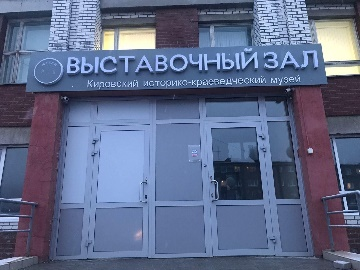 ВЫСТАВОЧНЫЙ ЗАЛ
Кировский историко-краеведческий музей